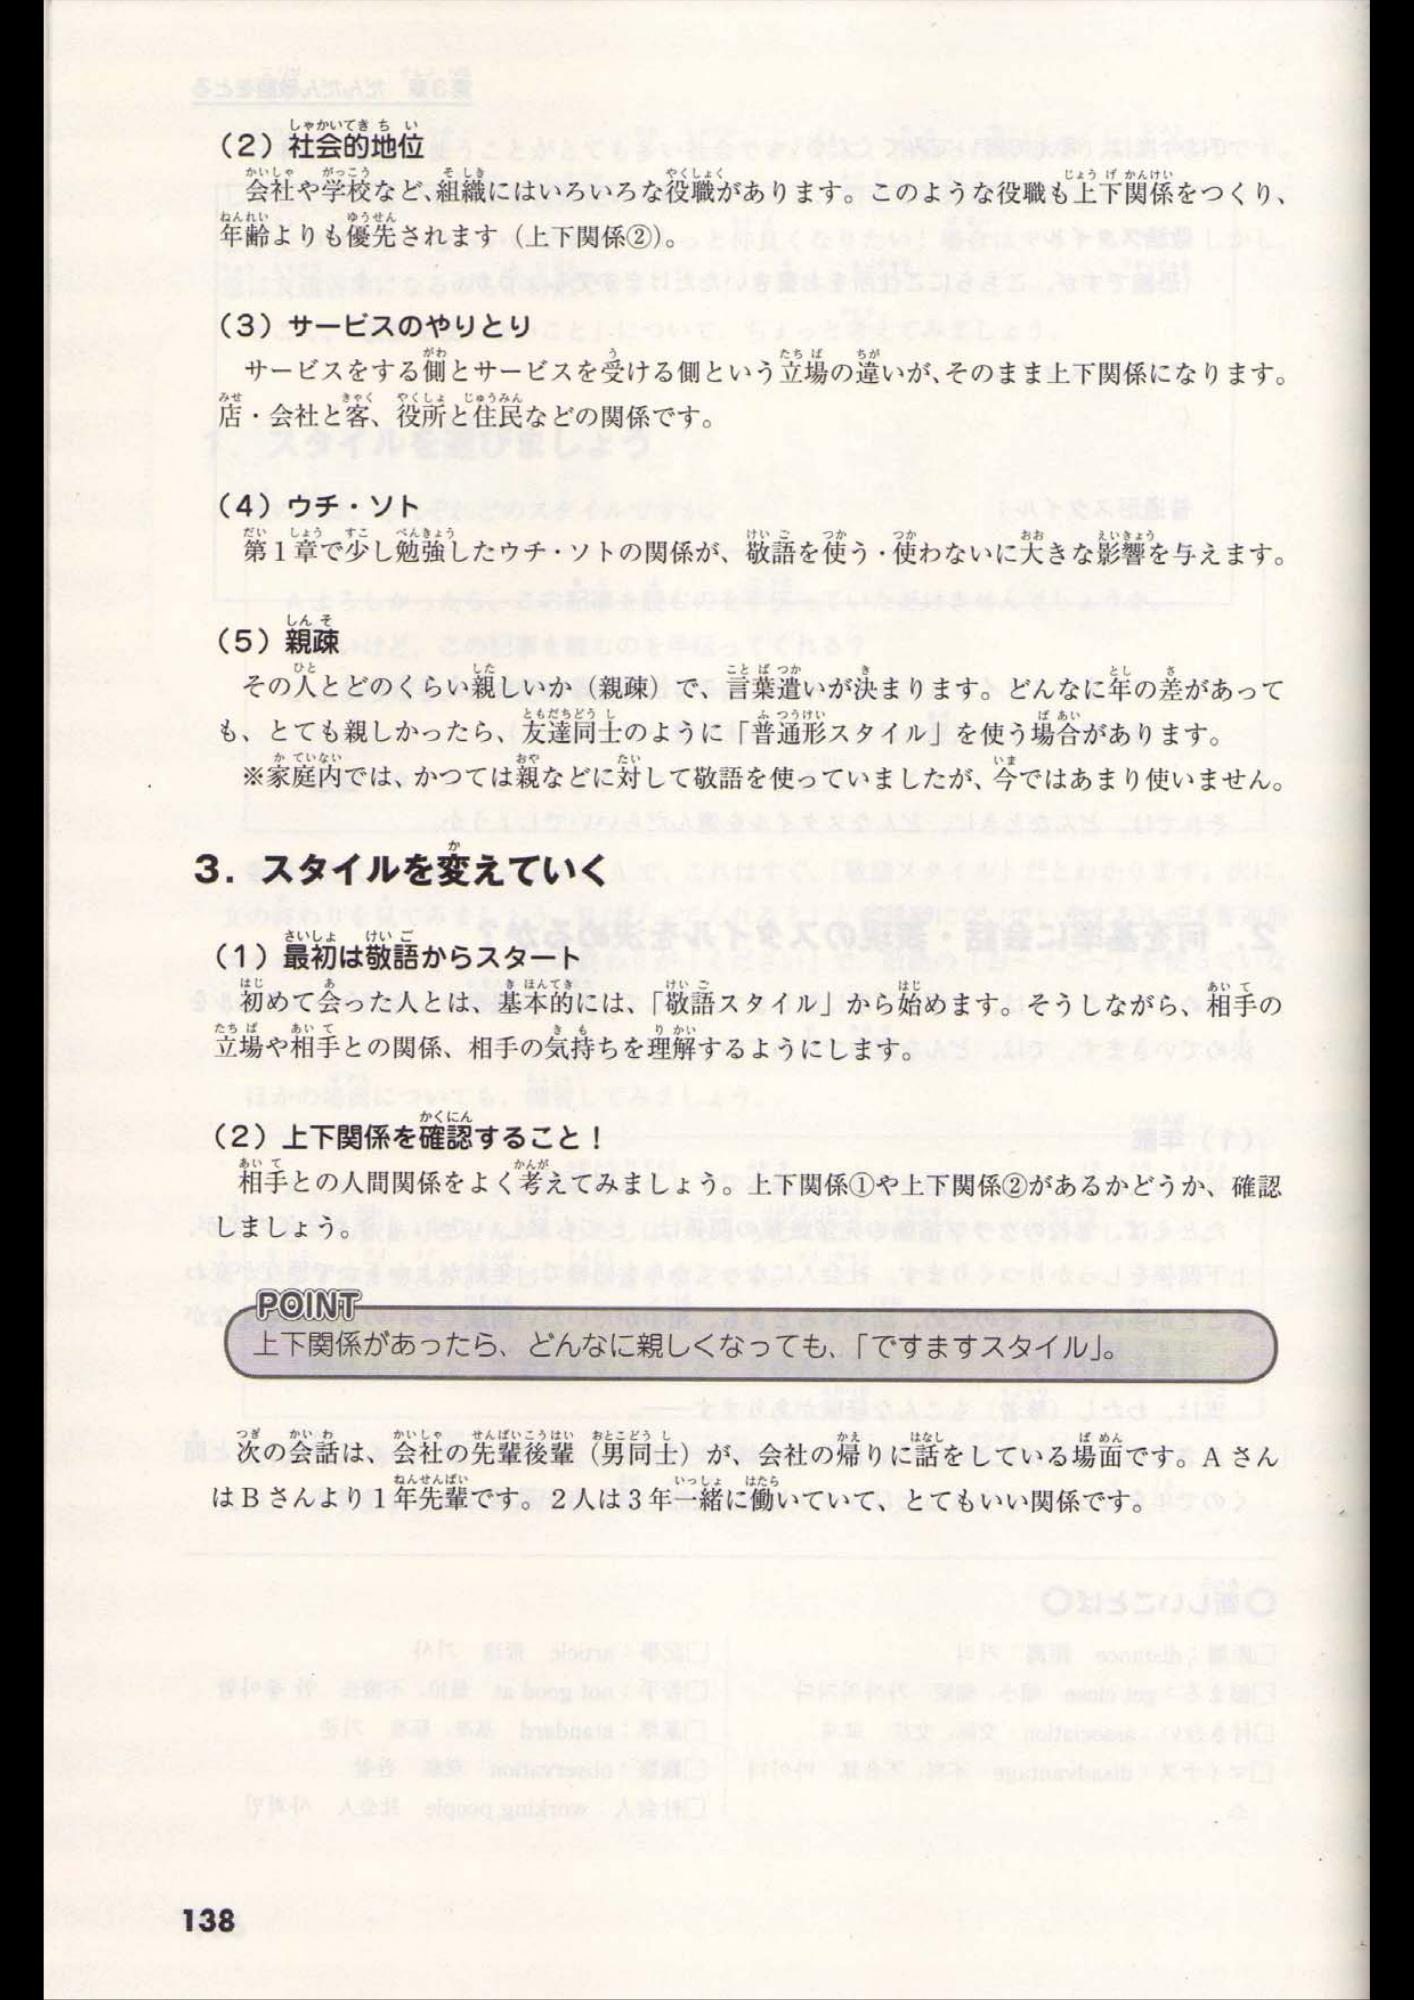 （2）社会的地位
会社や学校など、組織にはいろいろな役職があります。このような役職も上下関係をつくり、
年齢よりも優先されます（上下関係②）。
（3）サービスのやりとり
サービスをする側とサービスを受ける側という立場の違いが、そのまま上下関係になります。
店・会社と客、役所と住民などの関係です。
（4）ウチ・ソト
第１章で少し勉強したウチ・ソトの関係が、敬語を使う・使わないに大きな影響を与えます。
（5）親疎
その人とどのくらい親しいか（親疎）で、言葉遣いが決まります。どんなに年の差があって
も、とても親しかったら、友達同士のように「普通形スタイル」を使う場合があります。
※家庭内では、かつては親などに対して敬語を使っていましたが、今ではあまり使いません。
3. スタイルを変えていく
（1）最初は敬語からスタート
初めて会った人とは、基本的には、「敬語スタイル」から始めます。そうしながら、相手の
立場や相手との関係、相手の気持ちを理解するようにします。
（2）上下関係を確認すること！
相手との人間関係をよく考えてみましょう。上下関係①や上下関係②があるかどうか、確認
しましょう。
POINT
上下関係があったら、どんなに親しくなっても、「ですますスタイル」。
次の会話は、会社の先輩後輩（男同士）が、会社の帰りに話をしている場面です。Aさん
はBさんより１年先輩です。２人は３年一緒に働いていて、とてもいい関係です。
138